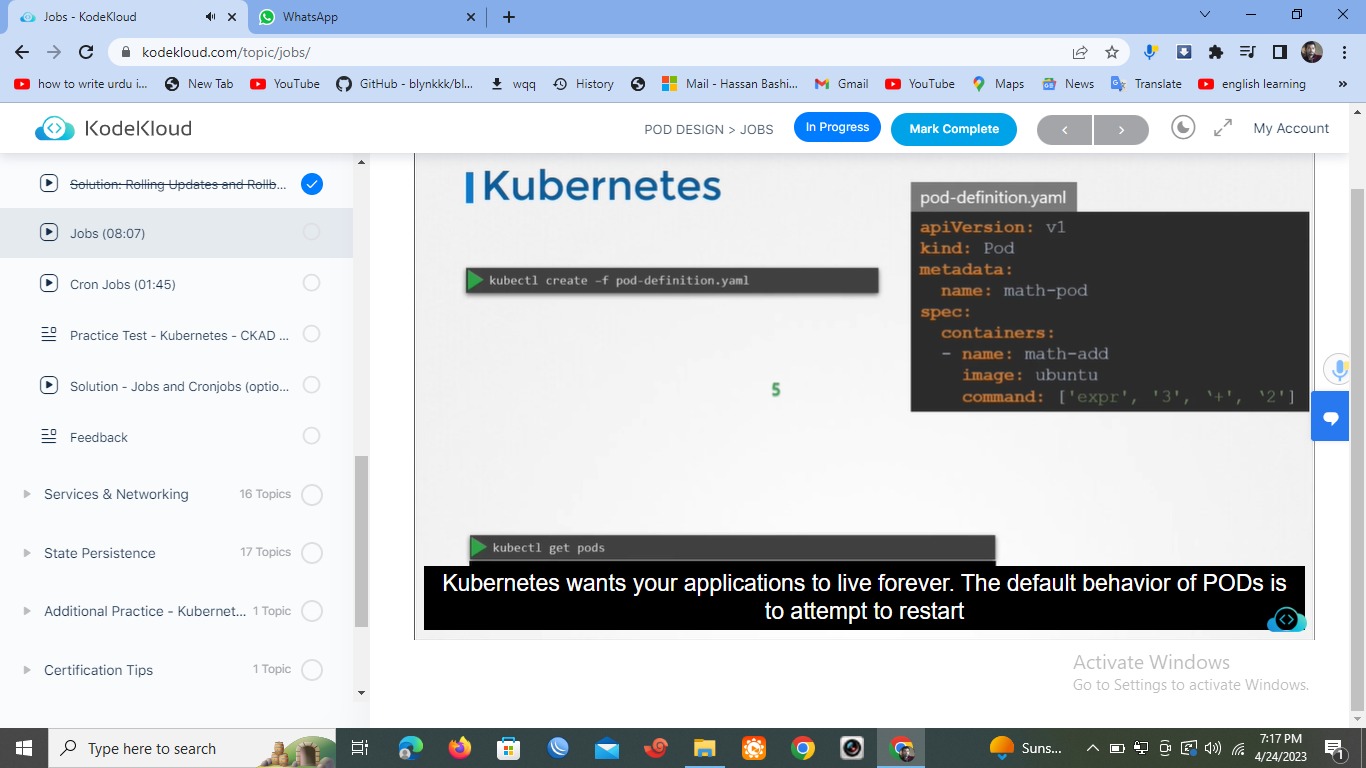 Jobs - KodeKloud
WhatsApp
kodekloud.com/topic/jobs/
how to write urdu i...
New Tab
YouTube
GitHub - blynkkk/bl...
wqq
History
Mail - Hassan Bashi...
Gmail
YouTube
Maps
News
Translate
english learning
»
KodeKloud
POD DESIGN > JOBS
In Progress
Mark Complete
My Account
Solution: Rolling Updates and Rollb...
Jobs (08:07)
Cron Jobs (01:45)
Practice Test - Kubernetes - CKAD ...
Solution - Jobs and Cronjobs (optio...
Feedback
Services & Networking 16 Topics
State Persistence 17 Topics
Additional Practice - Kubernet... 1 Topic
Certification Tips 1 Topic
Kubernetes
kubectl create -f pod-definition.yaml
5
pod-definition.yaml
apiVersion: v1
kind: Pod
metadata:
name: math-pod
spec:
containers:
- name: math-add
image: ubuntu
command: ['expr', '3', ‘+’, ‘2’]
kubectl get pods
Kubernetes wants your applications to live forever. The default behavior of PODs is
to attempt to restart
Activate Windows
Go to Settings to activate Windows.
Type here to search
Suns...
7:17 PM
4/24/2023
1